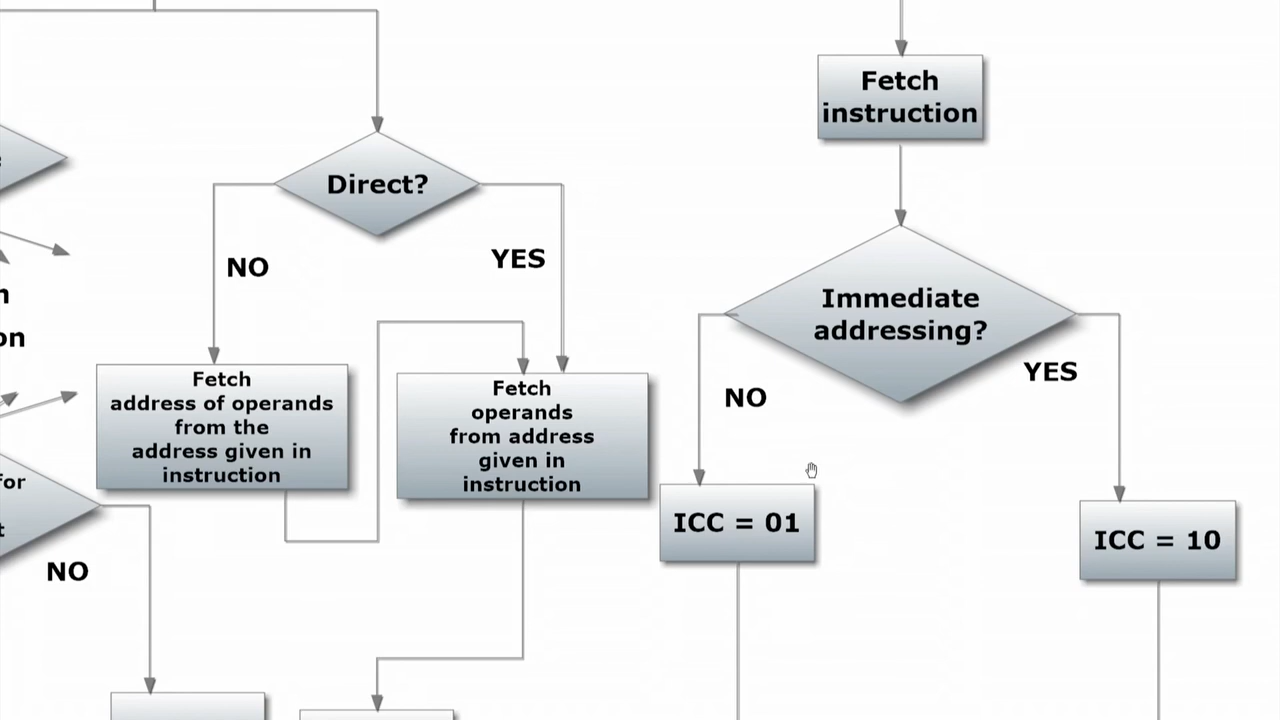 Fetch
instruction
Direct?
NO
YES
Immediate
addressing?
NO
YES
Fetch
address of operands
from the
address given in
instruction
Fetch
operands
from address
given in
instruction
ICC = 01
ICC = 10
for
NO